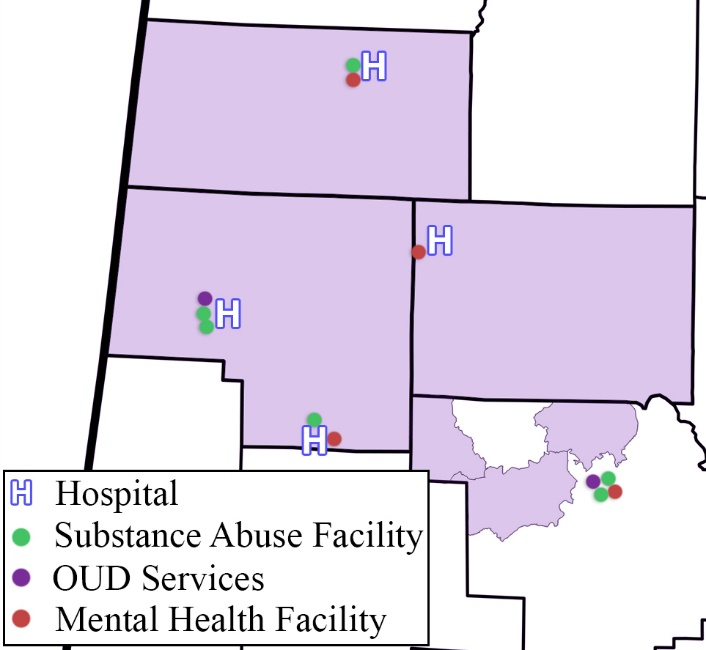 H
H
H
H
H Hospital
Substance Abuse Facility
OUD Services
Mental Health Facility